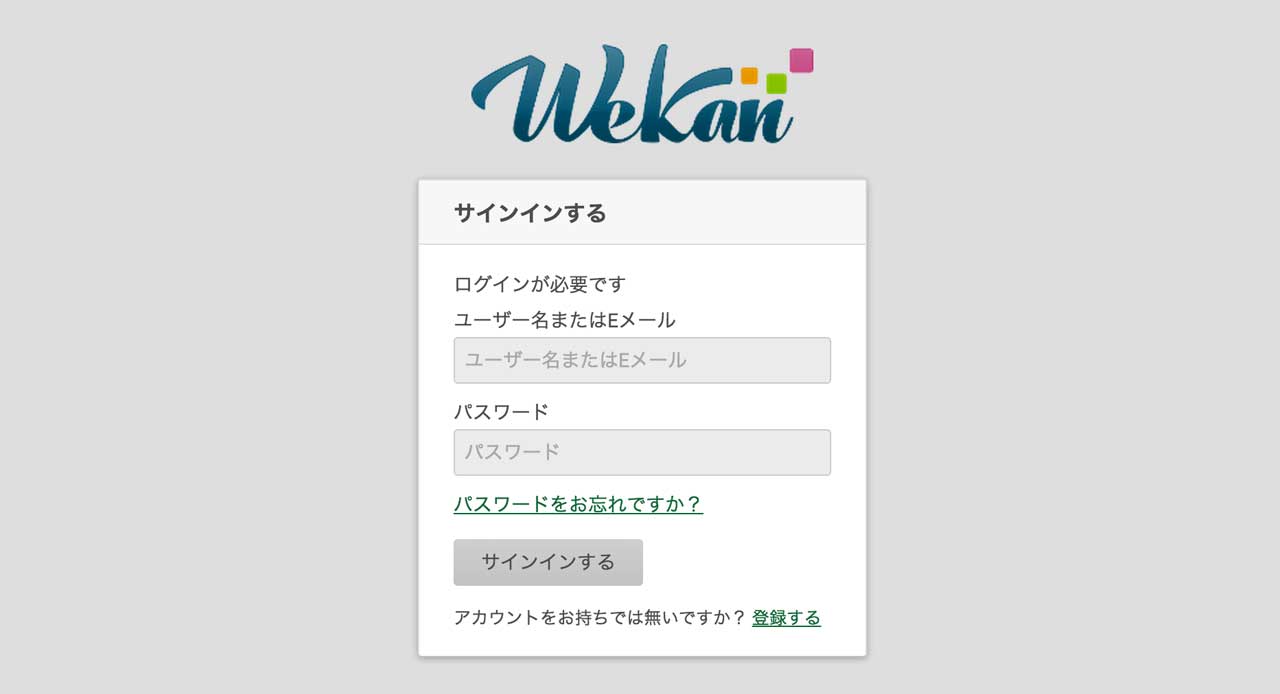 WeKan
サインインする
ログインが必要です
ユーザー名またはEメール
ユーザー名またはEメール
パスワード
パスワード
パスワードをお忘れですか？
サインインする
アカウントをお持ちでは無いですか？ 登録する